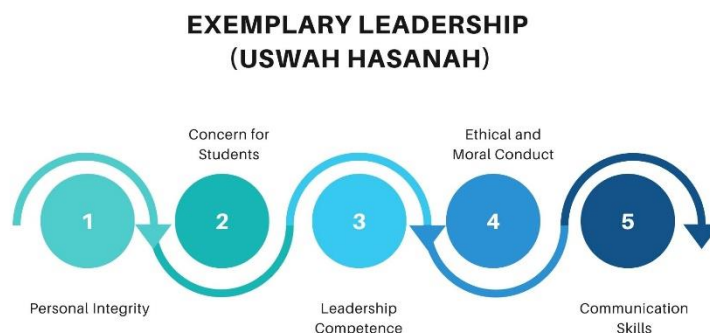 EXEMPLARY LEADERSHIP
(USWAH HASANAH)
1
Personal Integrity
2
Concern for
Students
3
Leadership
Competence
4
Ethical and
Moral Conduct
5
Communication
Skills